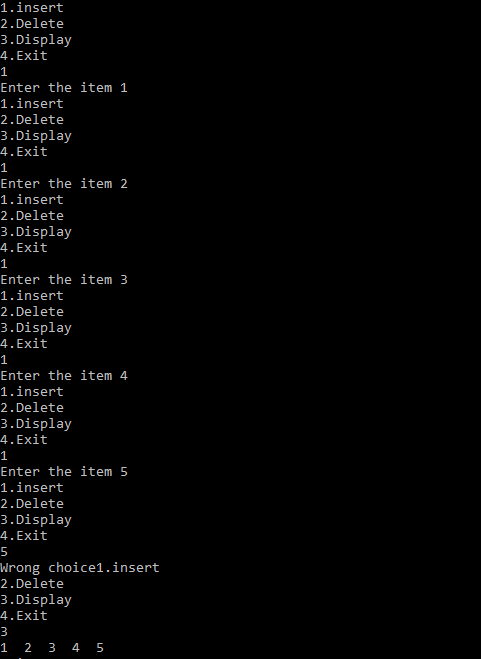 1.insert
2.Delete
3.Display
4.Exit
1
Enter the item 1
1.insert
2.Delete
3.Display
4.Exit
1
Enter the item 2
1.insert
2.Delete
3.Display
4.Exit
1
Enter the item 3
1.insert
2.Delete
3.Display
4.Exit
1
Enter the item 4
1.insert
2.Delete
3.Display
4.Exit
1
Enter the item 5
1.insert
2.Delete
3.Display
4.Exit
5
Wrong choice1.insert
2.Delete
3.Display
4.Exit
3
1  2  3  4  5